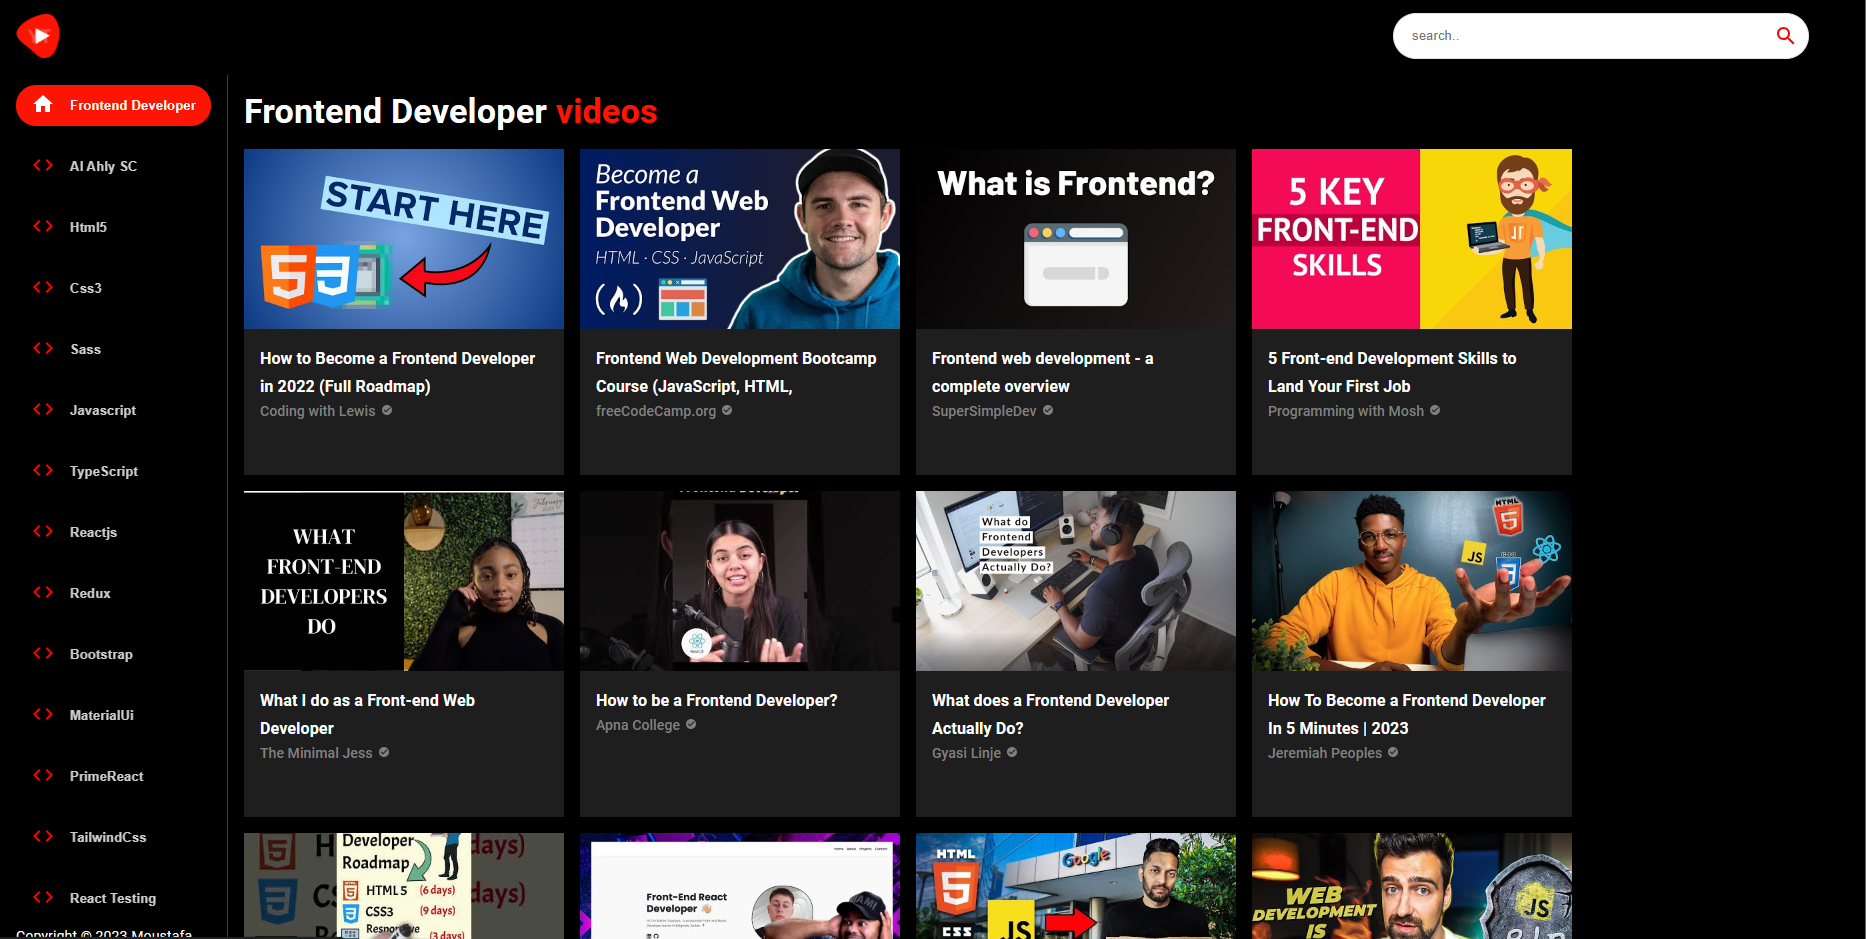 search..
Frontend Developer
Al Ahly SC
Html5
Css3
Sass
Javascript
TypeScript
Reactjs
Redux
Bootstrap
MaterialUi
PrimeReact
TailwindCss
React Testing
Copyright © 2023 Moustafa
Frontend Developer videos
START HERE
How to Become a Frontend Developer
in 2022 (Full Roadmap)
Coding with Lewis
Become a
Frontend Web
Developer
HTML · CSS · JavaScript
Frontend Web Development Bootcamp
Course (JavaScript, HTML,
freeCodeCamp.org
What is Frontend?
Frontend web development - a
complete overview
SuperSimpleDev
5 KEY
FRONT-END
SKILLS
5 Front-end Development Skills to
Land Your First Job
Programming with Mosh
WHAT
FRONT-END
DEVELOPERS
DO
What I do as a Front-end Web
Developer
The Minimal Jess
How to be a Frontend Developer?
Apna College
What do
Frontend
Developers
Actually Do?
What does a Frontend Developer
Actually Do?
Gyasi Linje
HTML
5
JS
3
How To Become a Frontend Developer
In 5 Minutes | 2023
Jeremiah Peoples
Developer
Roadmap
days)
HTML 5 (6 days)
CSS3 (9 days)
Responsive (3 days)
Front-End React
Developer
HTML
5
CSS
JS
Google
WEB
DEVELOPMENT
IS
JS